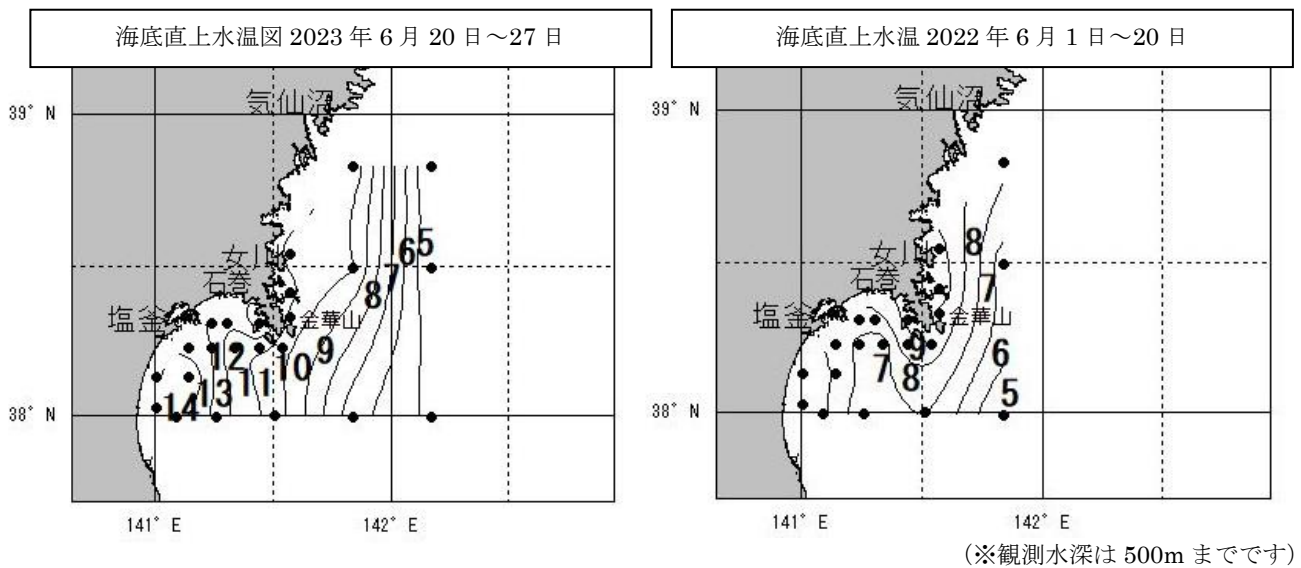 海底直上水温図 2023 年 6 月 20 日～27 日
39° N
気仙沼
女川
石巻
塩釜
金華山
5
6
7
8
9
10
11
12
13
14
38° N
141° E
142° E
海底直上水温 2022 年 6 月 1 日～20 日
39° N
気仙沼
女川
石巻
塩釜
金華山
8
7
9
6
7
8
5
38° N
141° E
142° E
(※観測水深は 500m までです)